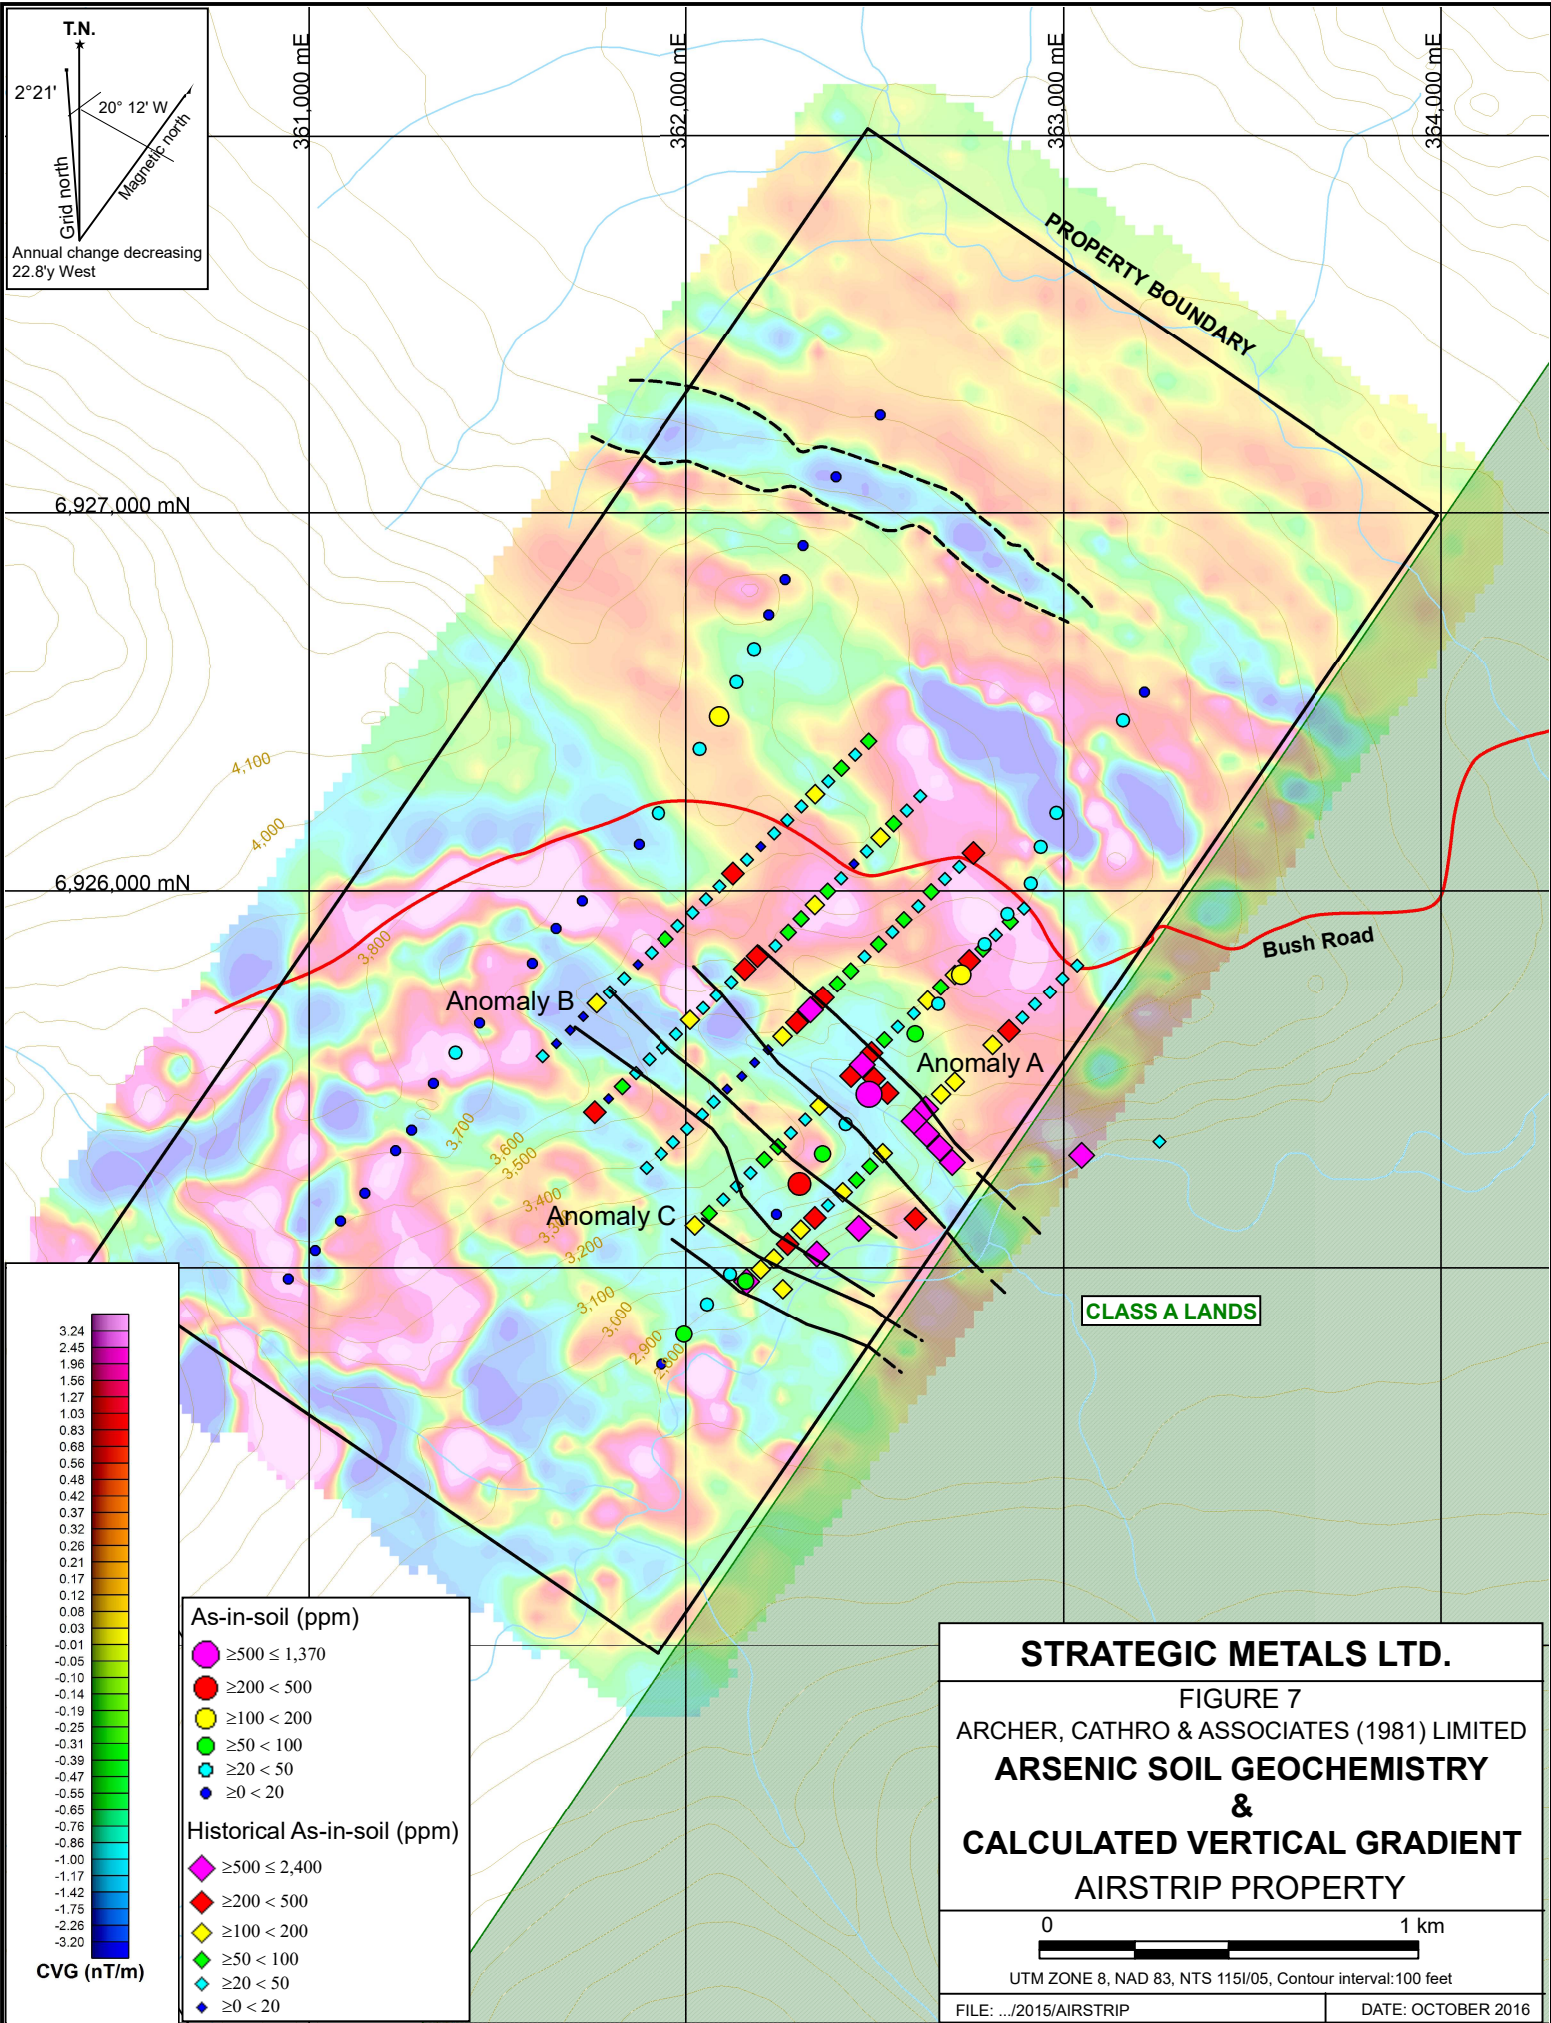 T.N.
2°21'
20° 12' W
Grid north
Magnetic north
Annual change decreasing
22.8'y West
361,000 mE
362,000 mE
363,000 mE
364,000 mE
PROPERTY BOUNDARY
6,927,000 mN
4,100
4,000
6,926,000 mN
3,800
Bush Road
Anomaly B
Anomaly A
3,700
3,600
3,500
3,400
Anomaly C
3,300
3,200
3,100
3,000
2,900
2,800
CLASS A LANDS
3.24
2.45
1.96
1.56
1.27
1.03
0.83
0.68
0.56
0.48
0.42
0.37
0.32
0.26
0.21
0.17
0.12
0.08
0.03
-0.01
-0.05
-0.10
-0.14
-0.19
-0.25
-0.31
-0.39
-0.47
-0.55
-0.65
-0.76
-0.86
-1.00
-1.17
-1.42
-1.75
-2.26
-3.20
CVG (nT/m)
As-in-soil (ppm)
≥500 ≤ 1,370
≥200 < 500
≥100 < 200
≥50 < 100
≥20 < 50
≥0 < 20
Historical As-in-soil (ppm)
≥500 ≤ 2,400
≥200 < 500
≥100 < 200
≥50 < 100
≥20 < 50
≥0 < 20
STRATEGIC METALS LTD.
FIGURE 7
ARCHER, CATHRO & ASSOCIATES (1981) LIMITED
ARSENIC SOIL GEOCHEMISTRY
&
CALCULATED VERTICAL GRADIENT
AIRSTRIP PROPERTY
0 1 km
UTM ZONE 8, NAD 83, NTS 115I/05, Contour interval:100 feet
FILE: .../2015/AIRSTRIP
DATE: OCTOBER 2016